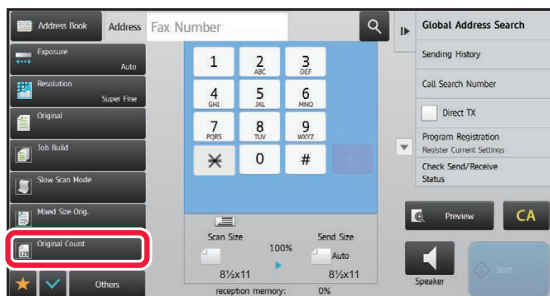 Address Book
Address
Fax Number
Global Address Search
Exposure
Auto
Resolution
Super Fine
Original
Job Build
Slow Scan Mode
Mixed Size Orig.
Original Count
Others
1
2
ABC
3
DEF
4
GHI
5
JKL
6
MNO
7
PQRS
8
TUV
9
WXYZ
0
#
C
Scan Size
100%
Send Size
Auto
8½x11
8½x11
reception memory: 0%
Sending History
Call Search Number
Direct TX
Program Registration
Register Current Settings
Check Send/Receive
Status
Preview
CA
Speaker
Start